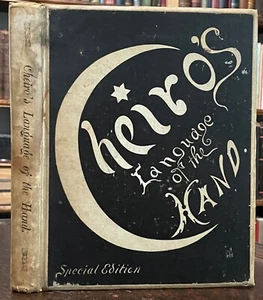 Cheiro's Language of the Hand.
Cheiro's
Language
of the
HAND
Special Edition